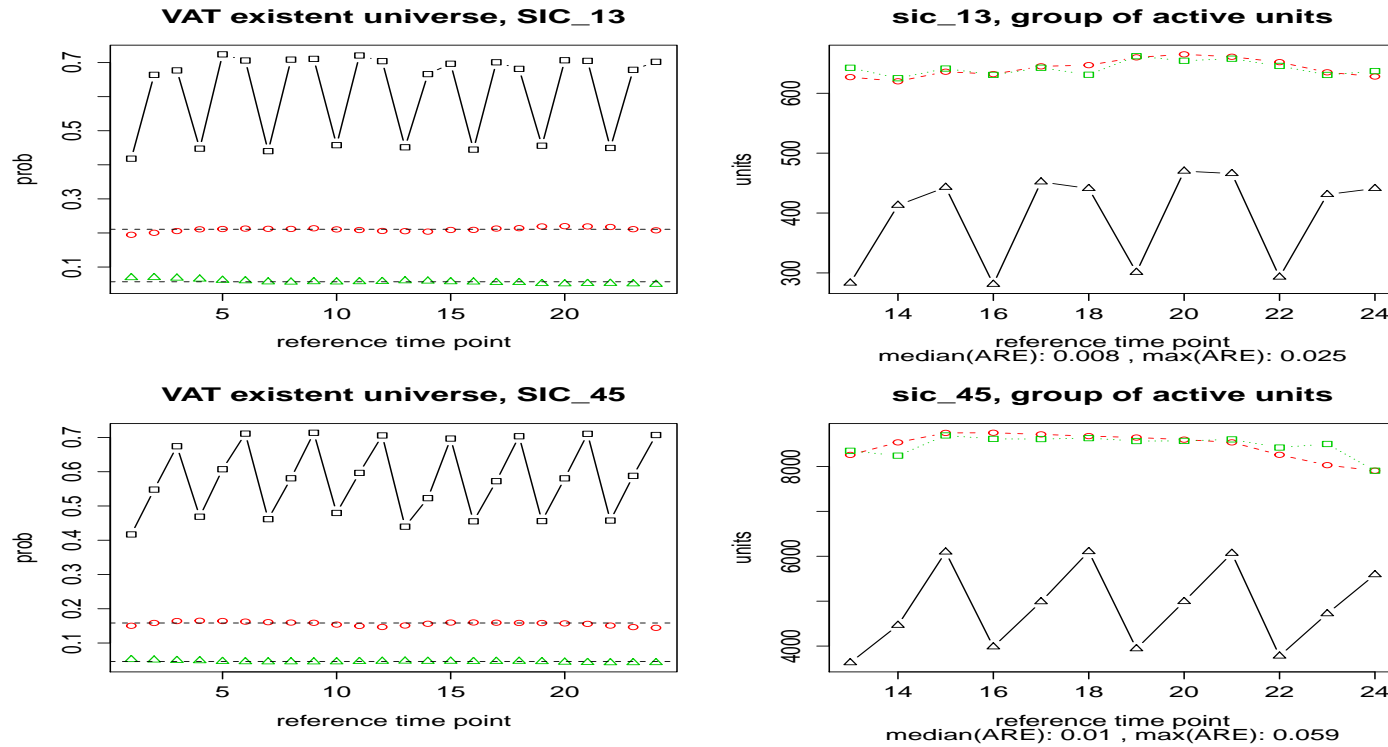 VAT existent universe, SIC_13
prob
0.1 0.3 0.5 0.7
5 10 15 20
reference time point
sic_13, group of active units
units
300 400 500 600
14 16 18 20 22 24
reference time point
median(ARE): 0.008 , max(ARE): 0.025
VAT existent universe, SIC_45
prob
0.1 0.2 0.3 0.4 0.5 0.6 0.7
5 10 15 20
reference time point
sic_45, group of active units
units
4000 6000 8000
14 16 18 20 22 24
reference time point
median(ARE): 0.01 , max(ARE): 0.059